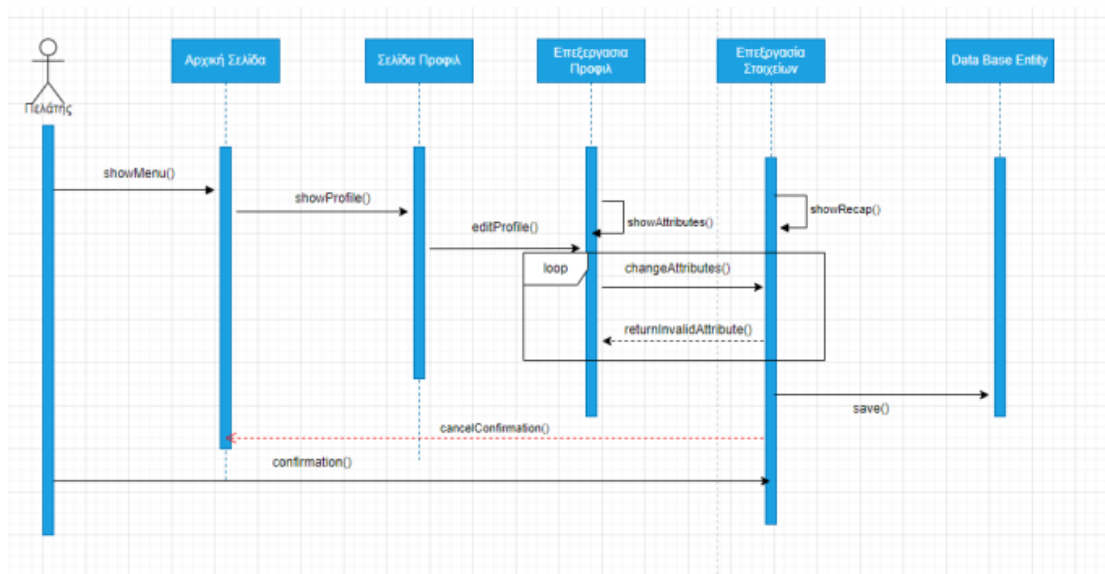 Αρχική Σελίδα
Σελίδα Προφιλ
Επεξεργασια
Προφιλ
Επεξργασία
Στοιχείων
Data Base Entity
Πελάτης
showMenu()
showProfile()
editProfile()
showAttributes()
showRecap()
loop
changeAttributes()
returnInvalidAttribute()
save()
cancelConfirmation()
confirmation()